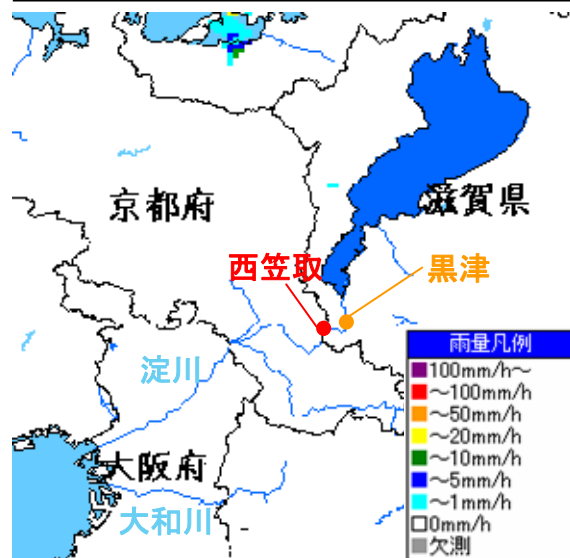 京都府
滋賀県
西笠取
黒津
淀川
大阪府
大和川
雨量凡例
100mm/h~
~100mm/h
~50mm/h
~20mm/h
~10mm/h
~5mm/h
~1mm/h
0mm/h
欠測